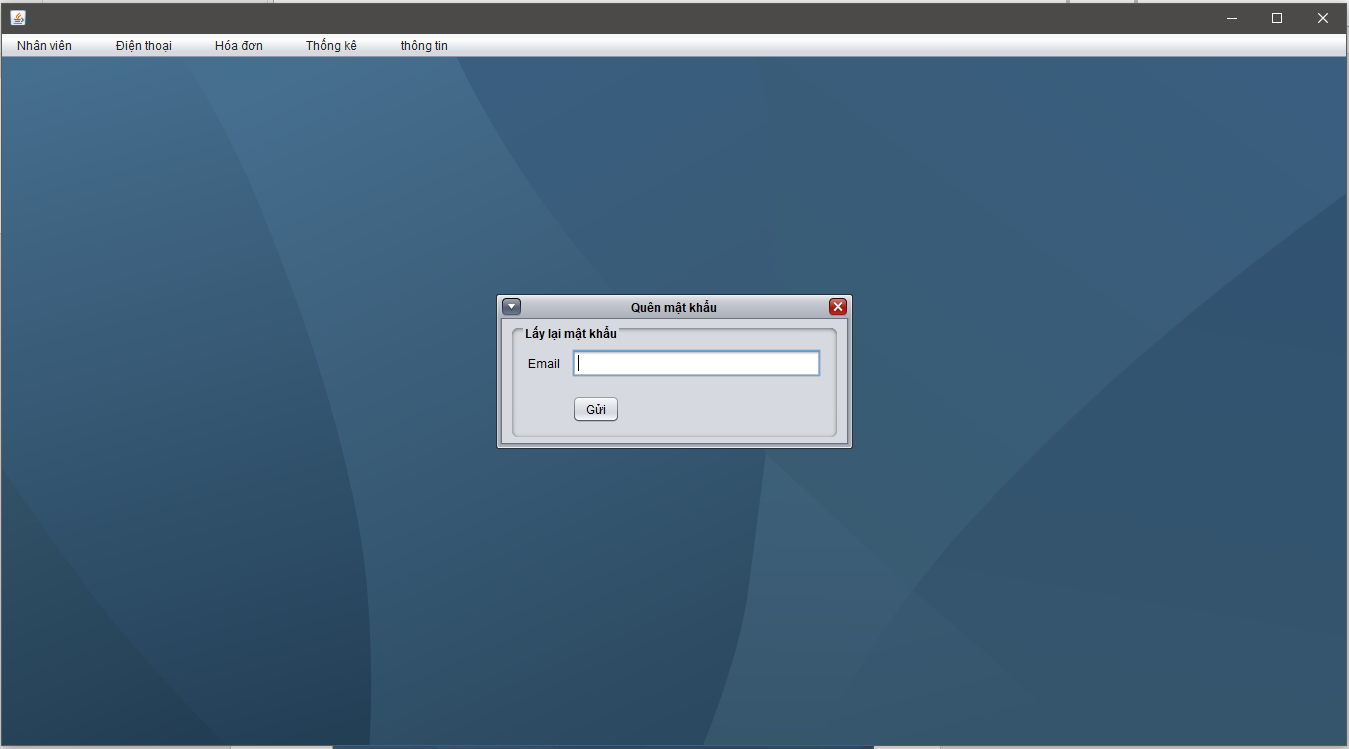 Nhân viên Điện thoại Hóa đơn Thống kê thông tin
Quên mật khẩu
Lấy lại mật khẩu
Email
Gửi